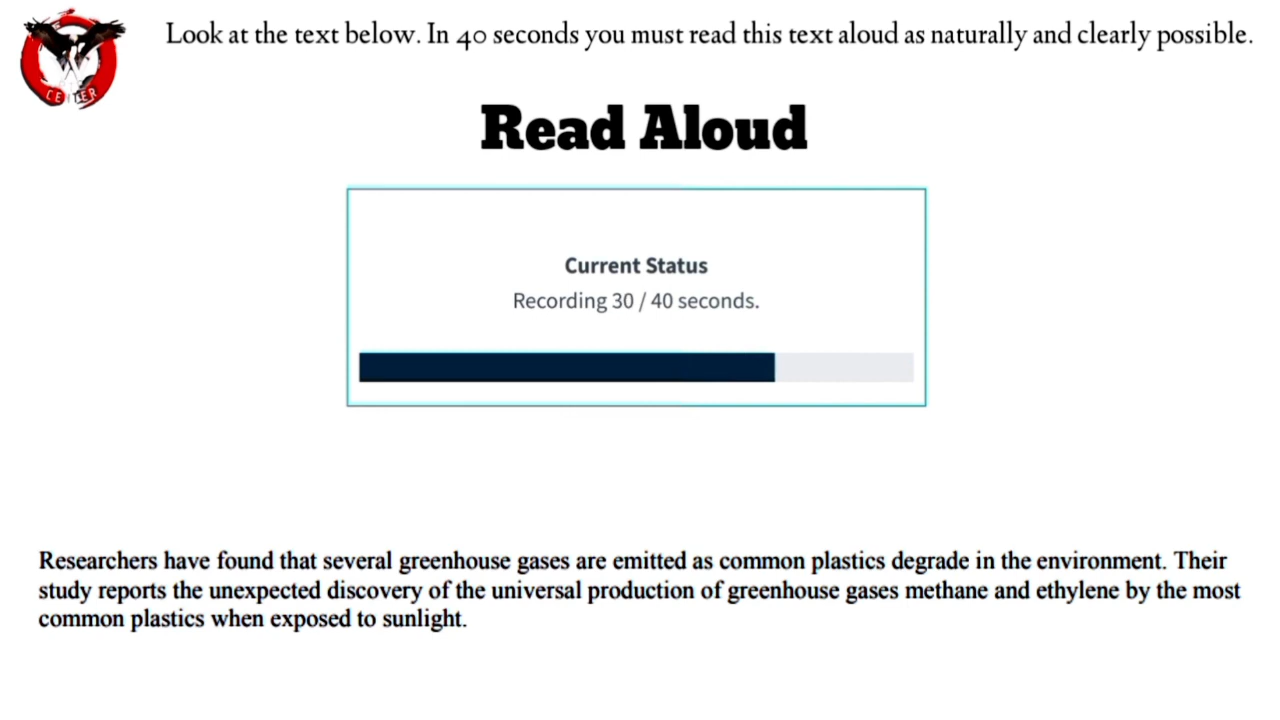 Look at the text below. In 40 seconds you must read this text aloud as naturally and clearly possible.
CENTER
Read Aloud
Current Status
Recording 30 / 40 seconds.
Researchers have found that several greenhouse gases are emitted as common plastics degrade in the environment. Their
study reports the unexpected discovery of the universal production of greenhouse gases methane and ethylene by the most
common plastics when exposed to sunlight.